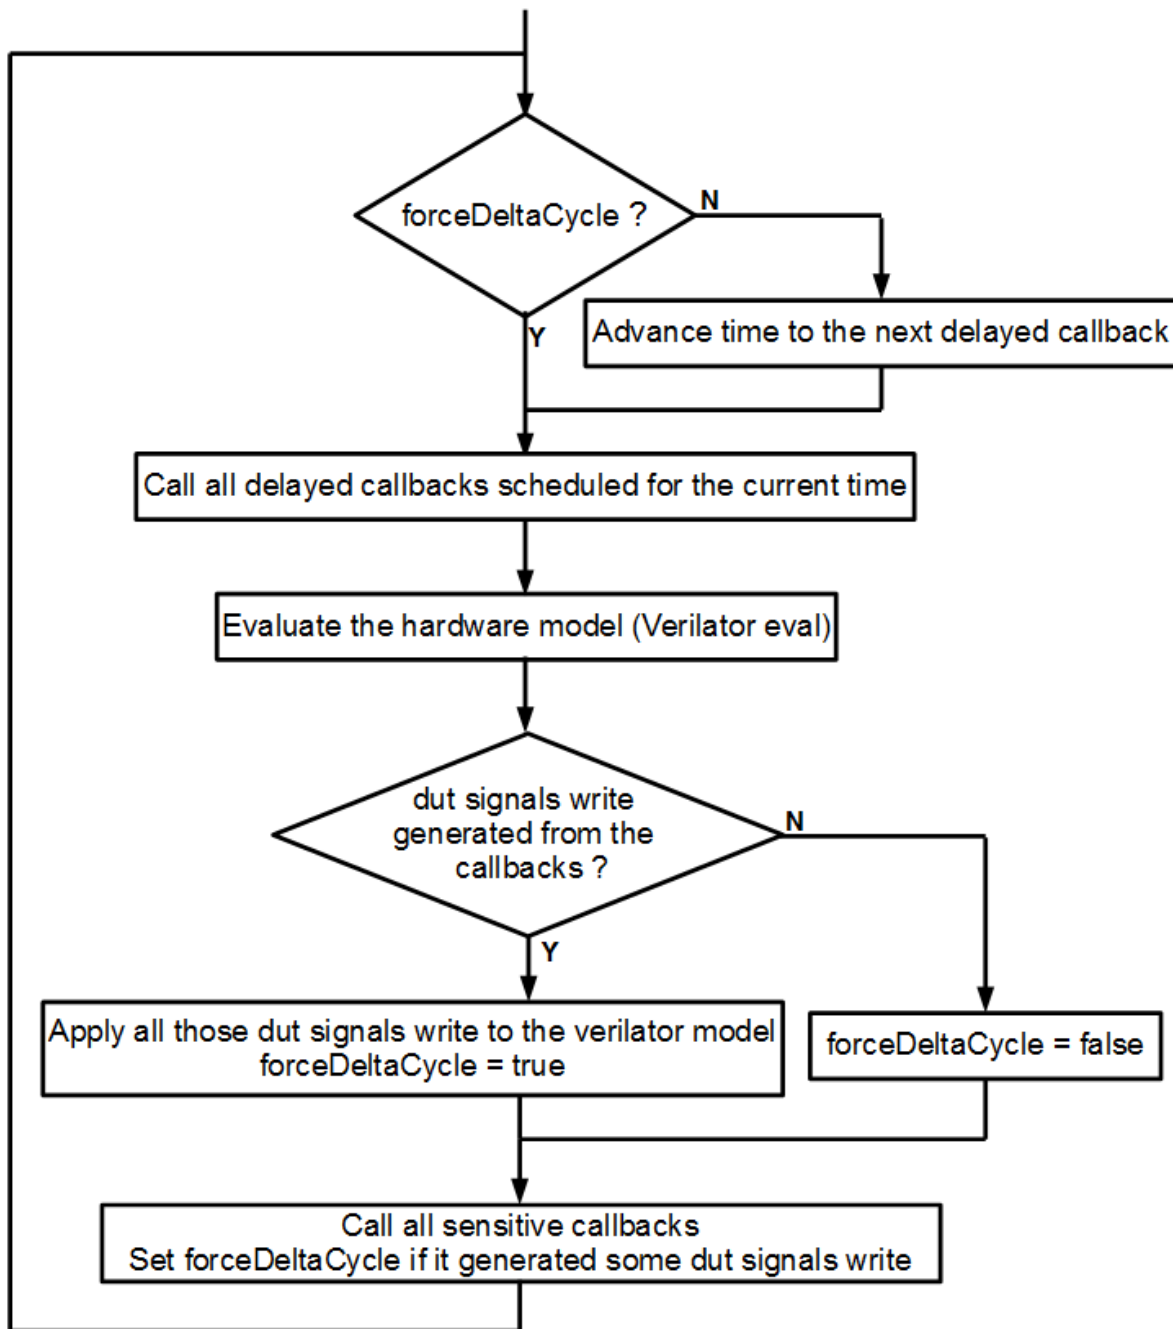 forceDeltaCycle ?
N
Y
Advance time to the next delayed callback
Call all delayed callbacks scheduled for the current time
Evaluate the hardware model (Verilator eval)
dut signals write
generated from the
callbacks ?
N
Y
Apply all those dut signals write to the verilator model
forceDeltaCycle = true
forceDeltaCycle = false
Call all sensitive callbacks
Set forceDeltaCycle if it generated some dut signals write